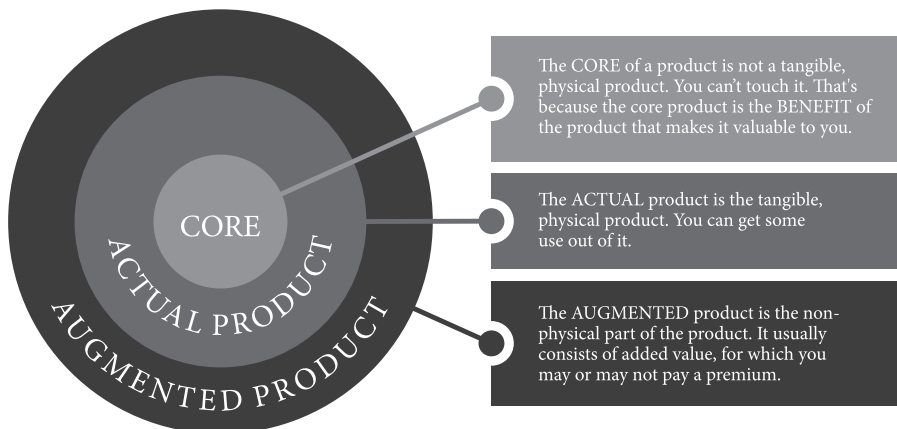 CORE
ACTUAL PRODUCT
AUGMENTED PRODUCT
The CORE of a product is not a tangible,
physical product. You can’t touch it. That's
because the core product is the BENEFIT of
the product that makes it valuable to you.
The ACTUAL product is the tangible,
physical product. You can get some
use out of it.
The AUGMENTED product is the non-
physical part of the product. It usually
consists of added value, for which you
may or may not pay a premium.